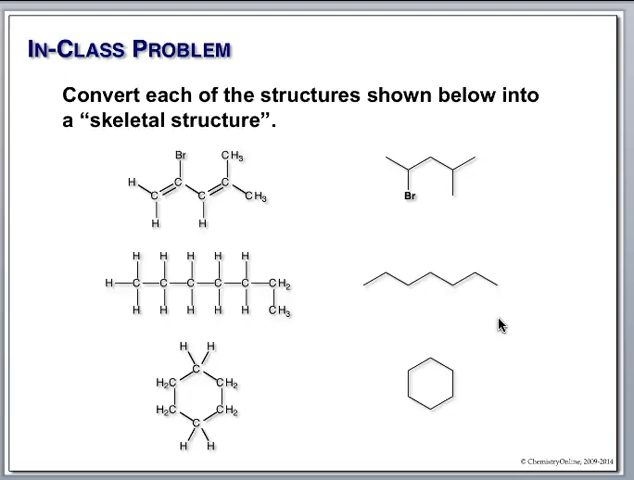 IN-CLASS PROBLEM
Convert each of the structures shown below into
a “skeletal structure”.
Br CH3
H C C C C CH3
H H
Br
H H H H H
H C C C C C CH2
H H H H H CH3
H H
C
H2C CH2
H2C CH2
C
H H
© ChemistryOnline, 2009-2014